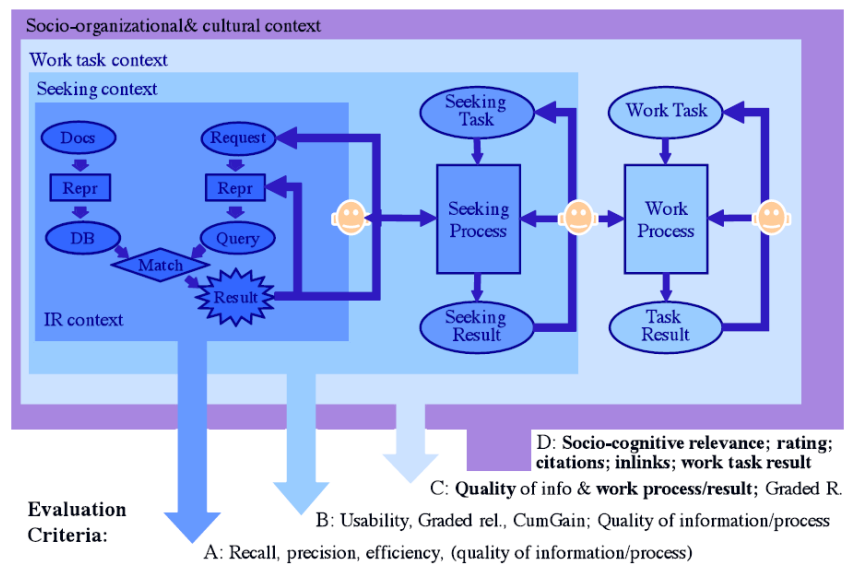 Socio-organizational& cultural context
Work task context
Seeking context
Docs
Repr
DB
Request
Repr
Query
Match
Result
IR context
Seeking
Task
Seeking
Process
Seeking
Result
Work Task
Work
Process
Task
Result
D: Socio-cognitive relevance; rating;
citations; inlinks; work task result
C: Quality of info & work process/result; Graded R.
Evaluation
Criteria:
B: Usability, Graded rel., CumGain; Quality of information/process
A: Recall, precision, efficiency, (quality of information/process)